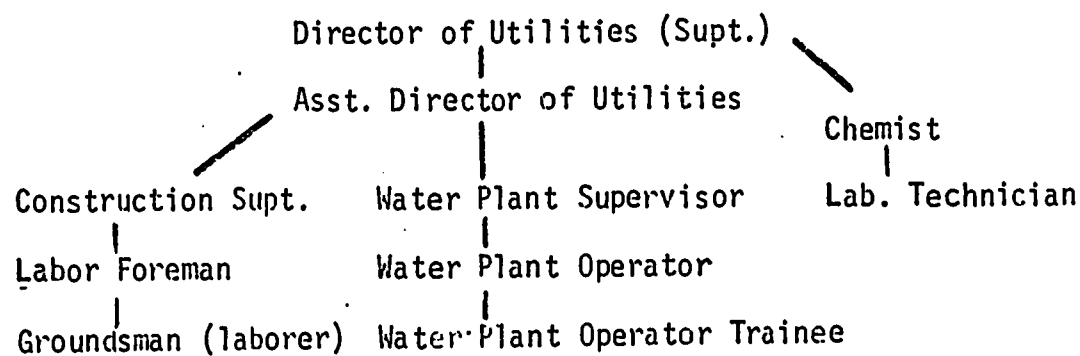 Director of Utilities (Supt.)
Asst. Director of Utilities
Chemist
Construction Supt. Water Plant Supervisor Lab. Technician
Labor Foreman Water Plant Operator
Groundsman (laborer) Water Plant Operator Trainee